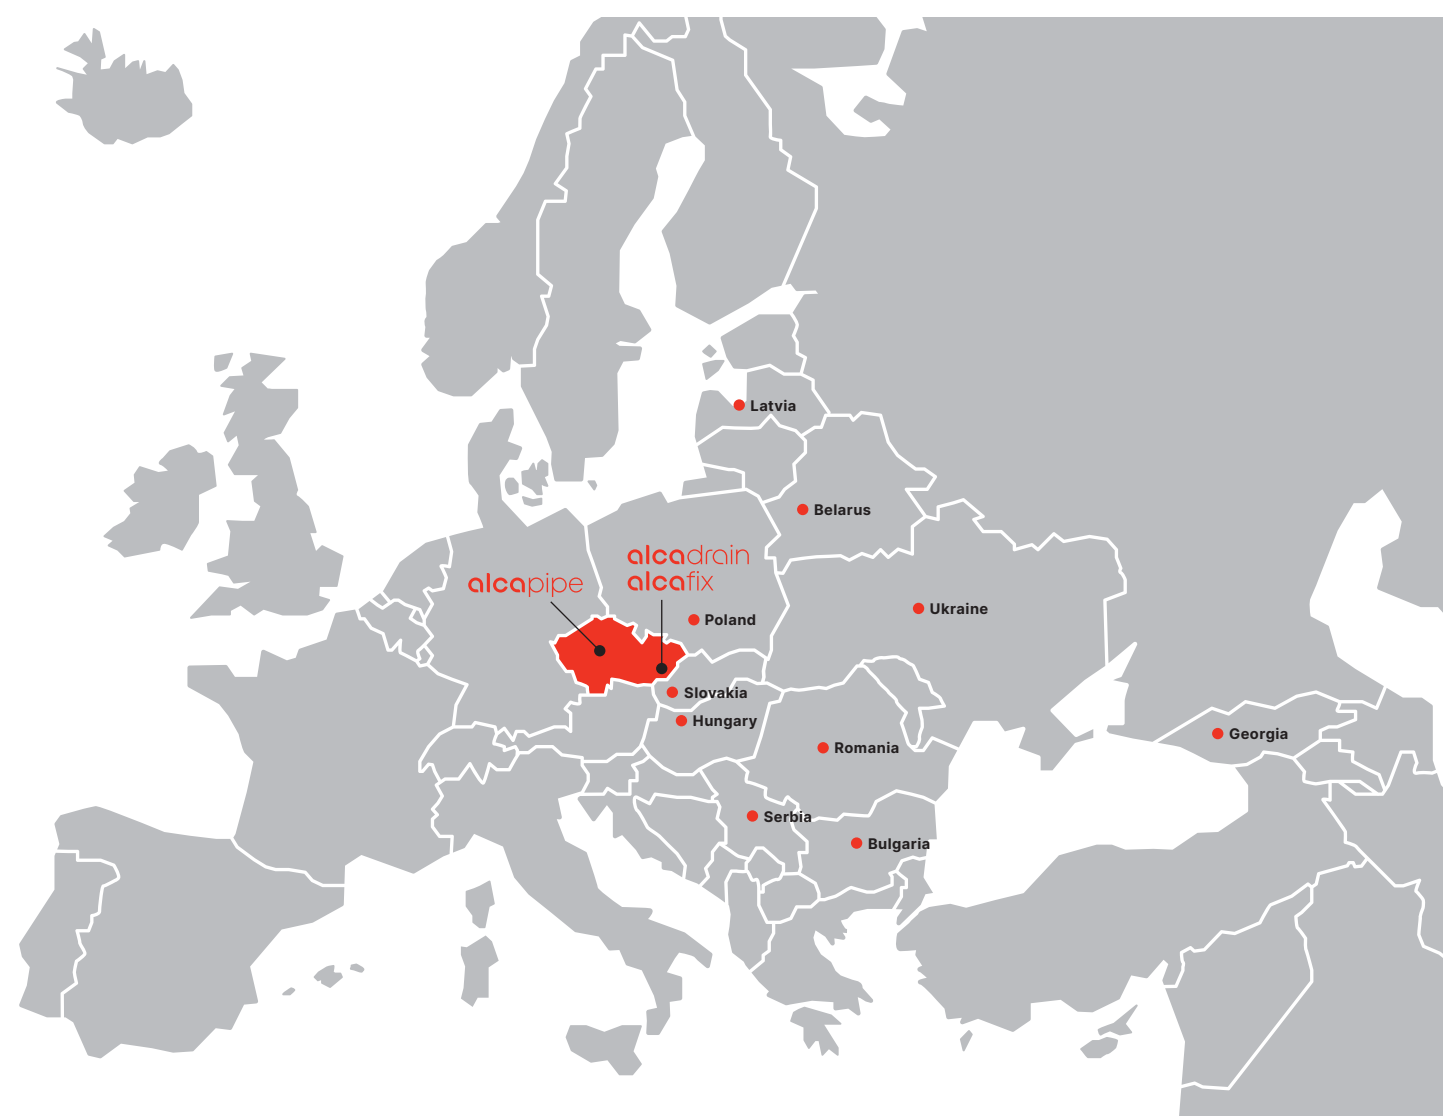 Latvia
Belarus
alcadrain
alcafix
alcapipe
Ukraine
Poland
Slovakia
Hungary
Georgia
Romania
Serbia
Bulgaria